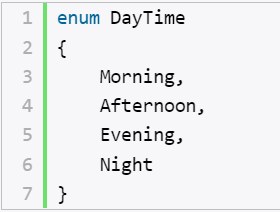 1 enum DayTime
2 {
3     Morning,
4     Afternoon,
5     Evening,
6     Night
7 }